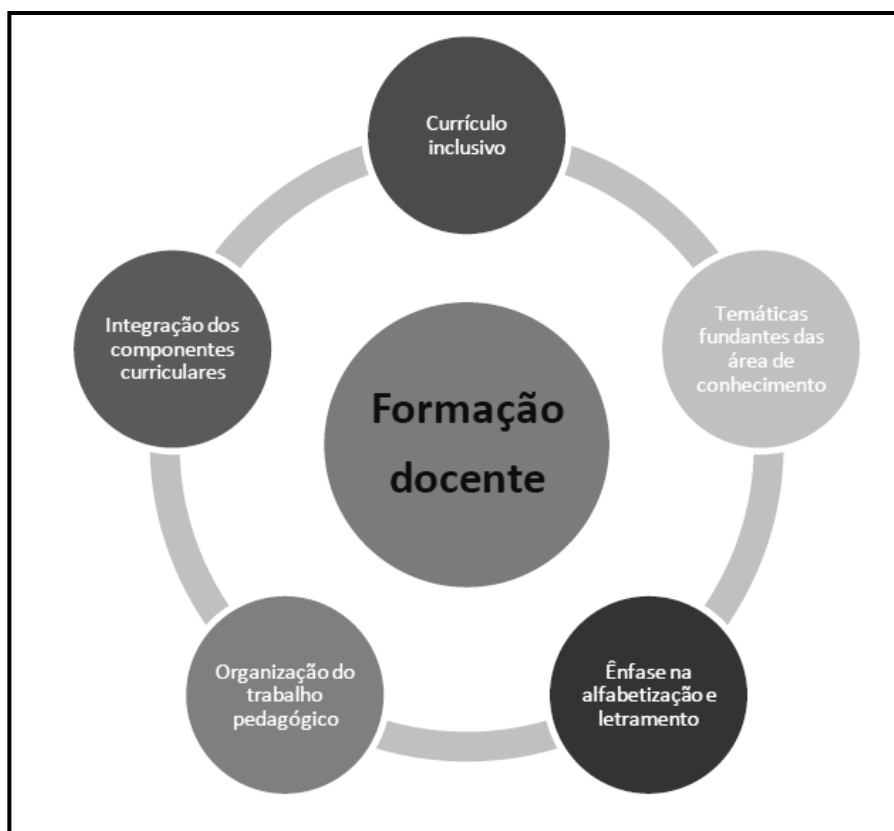 Currículo
inclusivo
Temáticas
fundantes das
área de
conhecimento
Ênfase na
alfabetização e
letramento
Organização do
trabalho
pedagógico
Integração dos
componentes
curriculares
Formação
docente